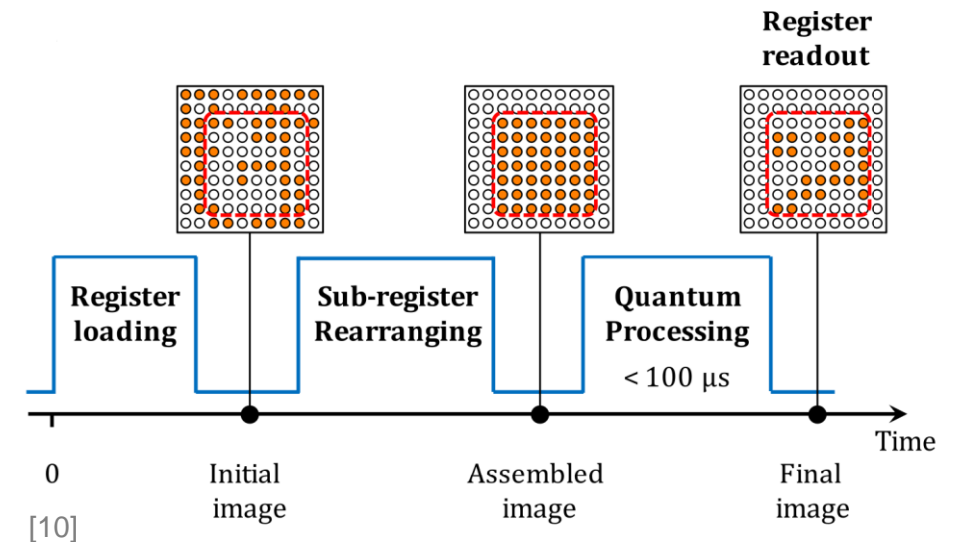 Register
readout
Register
loading
Sub-register
Rearranging
Quantum
Processing
< 100 μs
Time
0
Initial
image
Assembled
image
Final
image
[10]